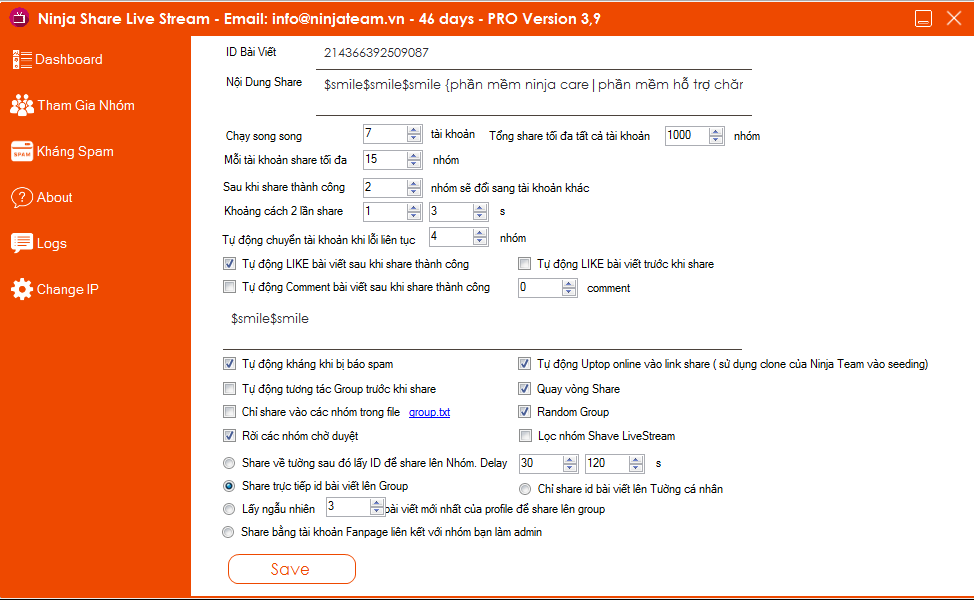 Ninja Share Live Stream - Email: info@ninjateam.vn - 46 days - PRO Version 3,9
Dashboard
Tham Gia Nhóm
SPAM
Kháng Spam
?
About
Logs
Change IP
ID Bài Viết 214366392509087
Nội Dung Share $smile$smile$smile {phần mềm ninja care|phần mềm hỗ trợ chăr
Chạy song song 7 tài khoản Tổng share tối đa tất cả tài khoản 1000 nhóm
Mỗi tài khoản share tối đa 15 nhóm
Sau khi share thành công 2 nhóm sẽ đổi sang tài khoản khác
Khoảng cách 2 lần share 1 3 s
Tự động chuyển tài khoản khi lỗi liên tục 4 nhóm
Tự động LIKE bài viết sau khi share thành công Tự động LIKE bài viết trước khi share
Tự động Comment bài viết sau khi share thành công 0 comment
$smile$smile
Tự động kháng khi bị báo spam Tự động Uptop online vào link share ( sử dụng clone của Ninja Team vào seeding)
Tự động tương tác Group trước khi share Quay vòng Share
Chỉ share vào các nhóm trong file group.txt Random Group
Rời các nhóm chờ duyệt Lọc nhóm Shave LiveStream
Share về tường sau đó lấy ID để share lên Nhóm. Delay 30 120 s
Share trực tiếp id bài viết lên Group Chỉ share id bài viết lên Tường cá nhân
Lấy ngẫu nhiên 3 bài viết mới nhất của profile để share lên group
Share bằng tài khoản Fanpage liên kết với nhóm bạn làm admin
Save